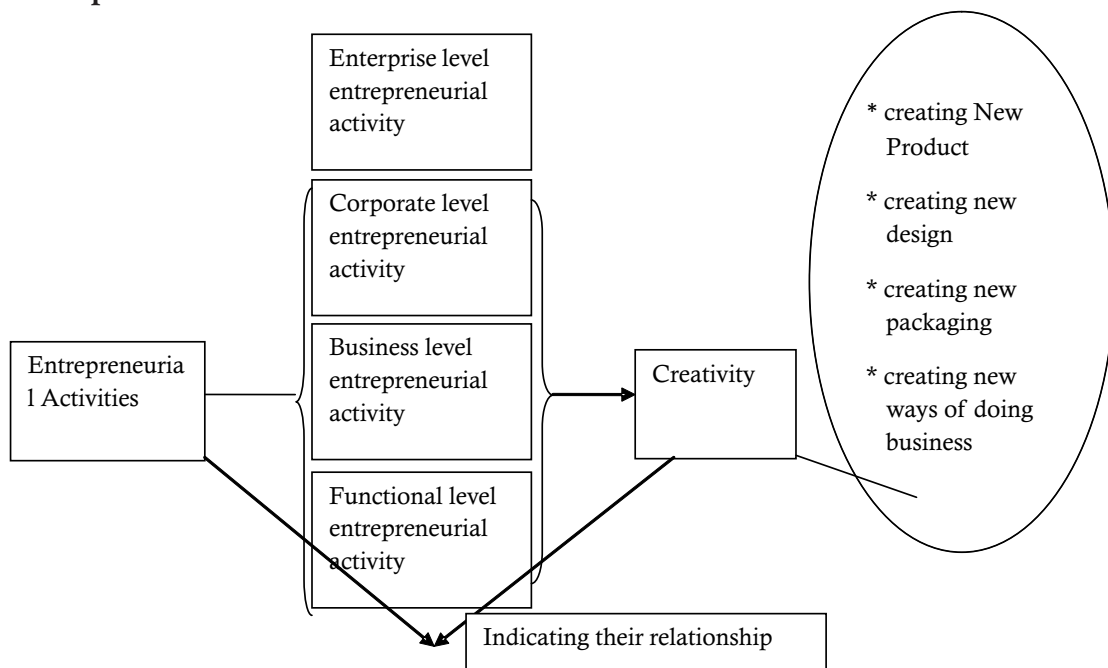 Enterprise level
entrepreneurial
activity
Corporate level
entrepreneurial
activity
Business level
entrepreneurial
activity
Functional level
entrepreneurial
activity
Entrepreneuria
l Activities
Creativity
* creating New
Product
* creating new
design
* creating new
packaging
* creating new
ways of doing
business
Indicating their relationship